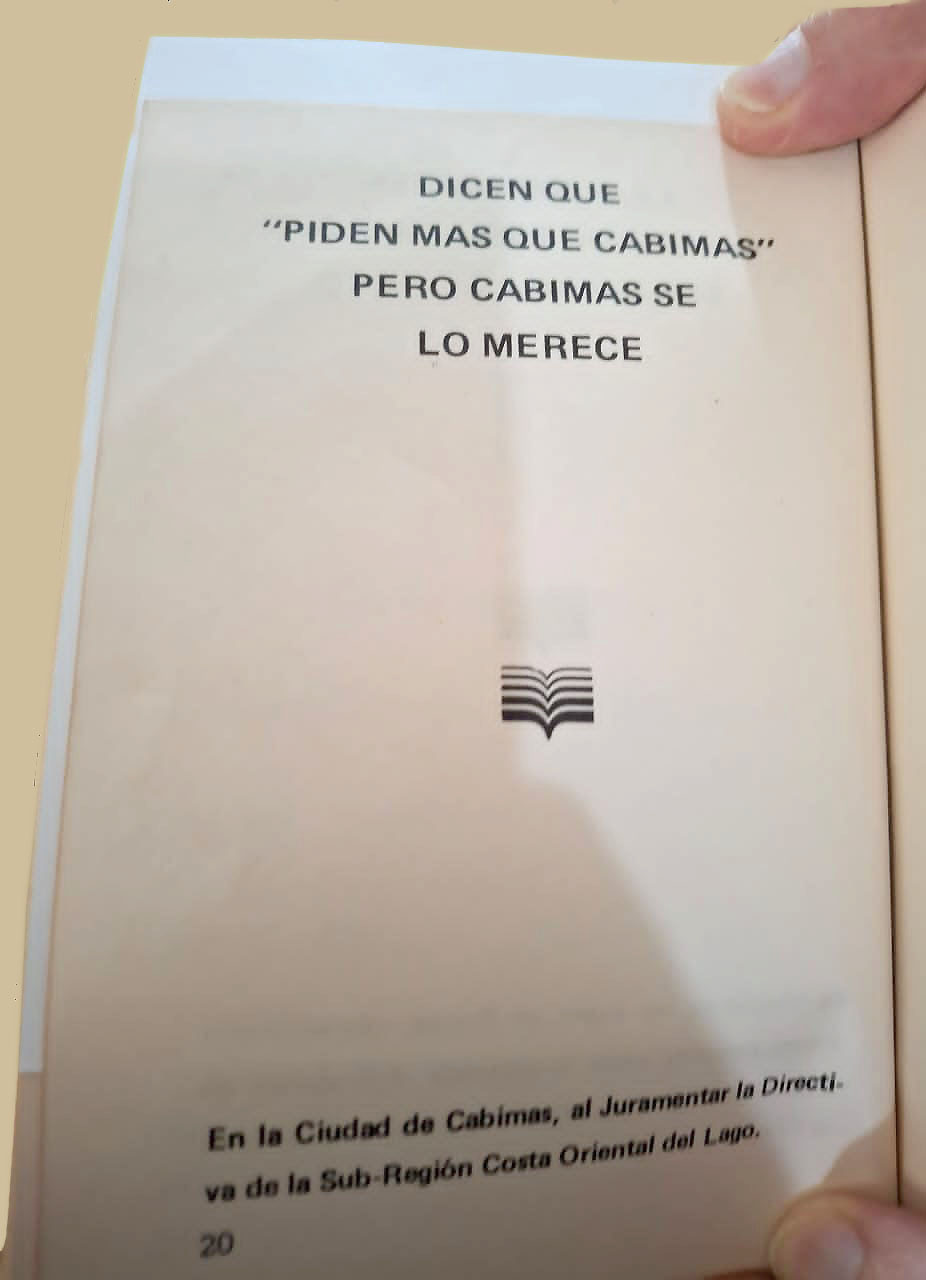 DICEN QUE
“PIDEN MAS QUE CABIMAS”
PERO CABIMAS SE
LO MERECE
En la Ciudad de Cabimas, al Juramentar la Directi-
va de la Sub-Región Costa Oriental del Lago.
20